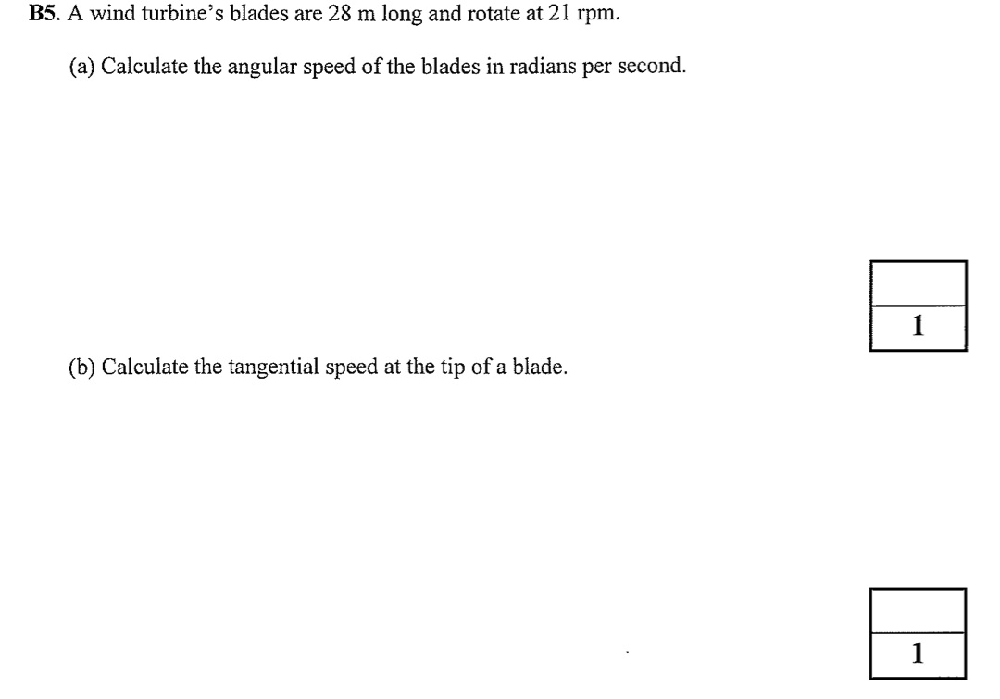 B5. A wind turbine’s blades are 28 m long and rotate at 21 rpm.
(a) Calculate the angular speed of the blades in radians per second.
1
(b) Calculate the tangential speed at the tip of a blade.
1